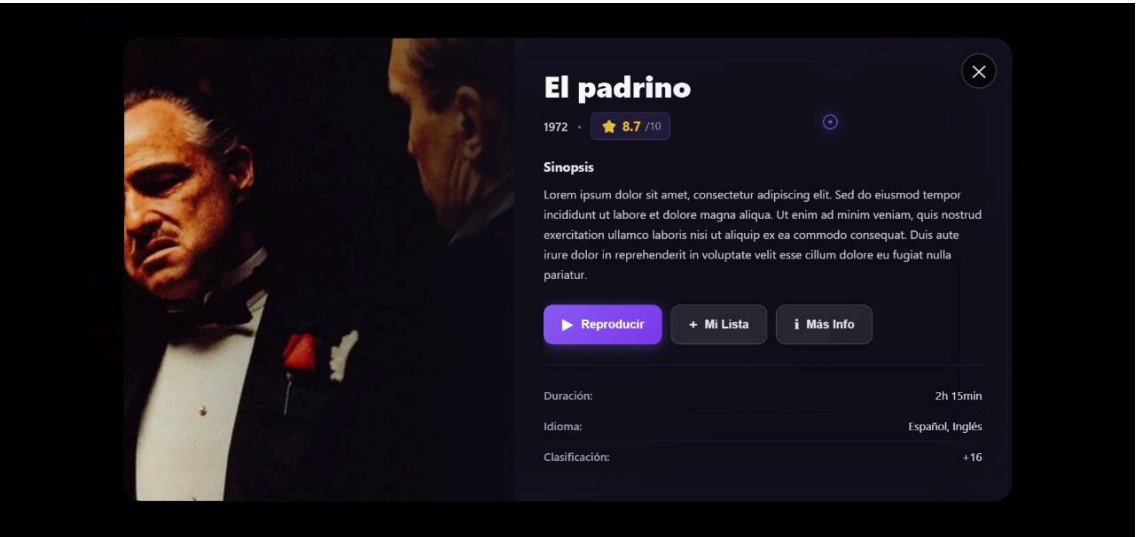 El padrino
1972 • 8.7 /10
Sinopsis
Lorem ipsum dolor sit amet, consectetur adipiscing elit. Sed do eiusmod tempor
incididunt ut labore et dolore magna aliqua. Ut enim ad minim veniam, quis nostrud
exercitation ullamco laboris nisi ut aliquip ex ea commodo consequat. Duis aute
irure dolor in reprehenderit in voluptate velit esse cillum dolore eu fugiat nulla
pariatur.
Reproducir + Mi Lista i Más Info
Duración: 2h 15min
Idioma: Español, Inglés
Clasificación: +16